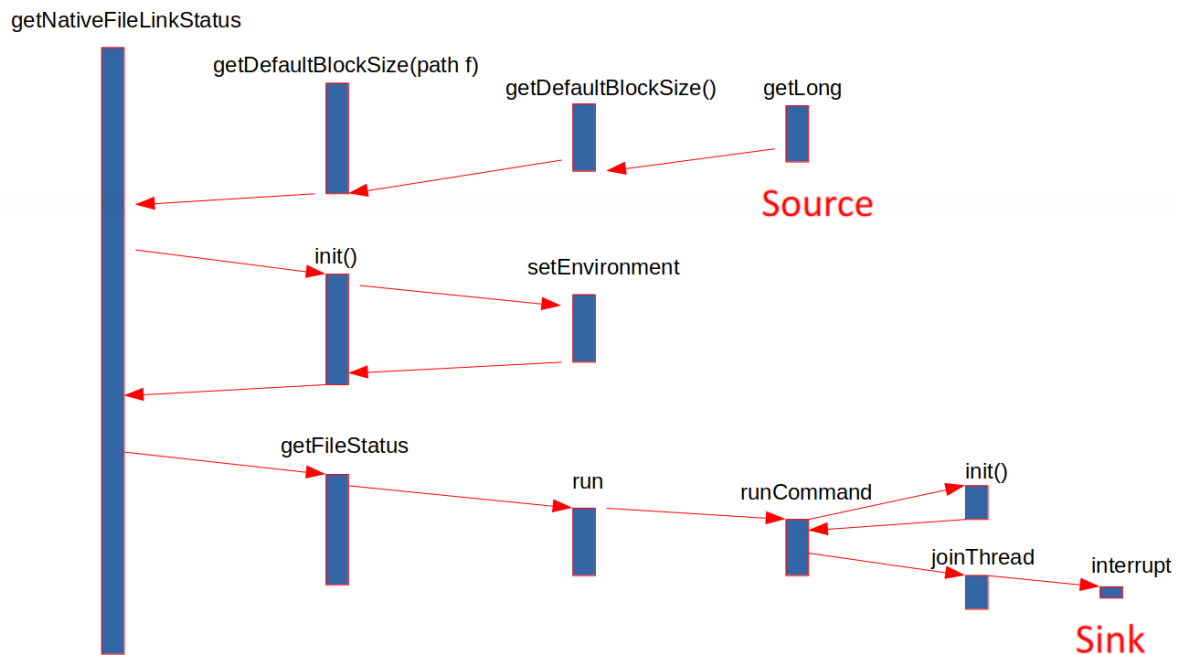 getNativeFileLinkStatus
getDefaultBlockSize(path f)
getDefaultBlockSize()
getLong
Source
init()
setEnvironment
getFileStatus
run
runCommand
init()
joinThread
interrupt
Sink